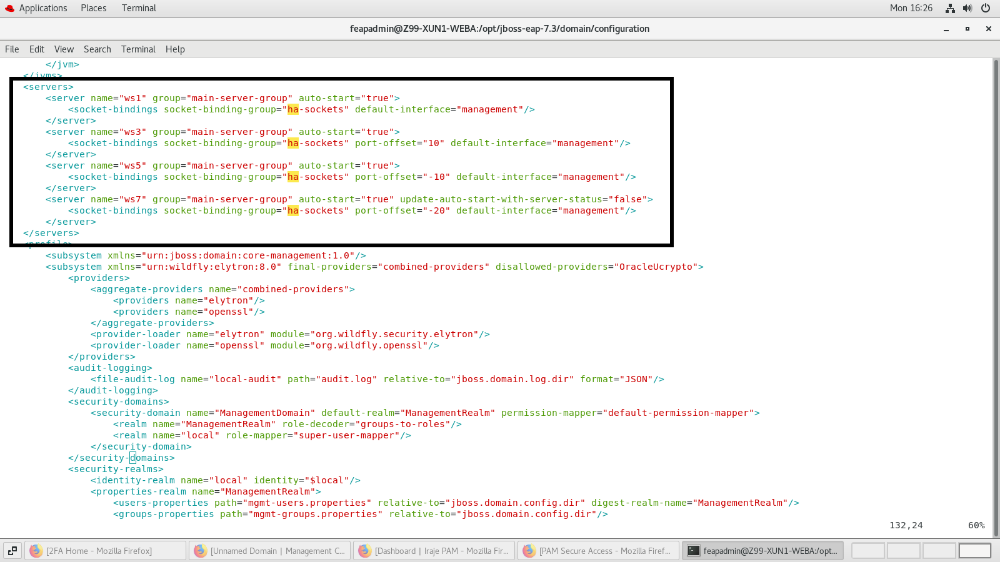 Applications Places Terminal Mon 16:26
feapadmin@Z99-XUN1-WEBA:/opt/jboss-eap-7.3/domain/configuration
File Edit View Search Terminal Help
</jvm>
</jvms>
<servers>
<server name="ws1" group="main-server-group" auto-start="true">
<socket-bindings socket-binding-group="ha-sockets" default-interface="management"/>
</server>
<server name="ws3" group="main-server-group" auto-start="true">
<socket-bindings socket-binding-group="ha-sockets" port-offset="10" default-interface="management"/>
</server>
<server name="ws5" group="main-server-group" auto-start="true">
<socket-bindings socket-binding-group="ha-sockets" port-offset="-10" default-interface="management"/>
</server>
<server name="ws7" group="main-server-group" auto-start="true" update-auto-start-with-server-status="false">
<socket-bindings socket-binding-group="ha-sockets" port-offset="-20" default-interface="management"/>
</server>
</servers>
<profile>
<subsystem xmlns="urn:jboss:domain:core-management:1.0"/>
<subsystem xmlns="urn:wildfly:elytron:8.0" final-providers="combined-providers" disallowed-providers="OracleUcrypto">
<providers>
<aggregate-providers name="combined-providers">
<providers name="elytron"/>
<providers name="openssl"/>
</aggregate-providers>
<provider-loader name="elytron" module="org.wildfly.security.elytron"/>
<provider-loader name="openssl" module="org.wildfly.openssl"/>
</providers>
<audit-logging>
<file-audit-log name="local-audit" path="audit.log" relative-to="jboss.domain.log.dir" format="JSON"/>
</audit-logging>
<security-domains>
<security-domain name="ManagementDomain" default-realm="ManagementRealm" permission-mapper="default-permission-mapper">
<realm name="ManagementRealm" role-decoder="groups-to-roles"/>
<realm name="local" role-mapper="super-user-mapper"/>
</security-domain>
</security-domains>
<security-realms>
<identity-realm name="local" identity="$local"/>
<properties-realm name="ManagementRealm">
<users-properties path="mgmt-users.properties" relative-to="jboss.domain.config.dir" digest-realm-name="ManagementRealm"/>
<groups-properties path="mgmt-groups.properties" relative-to="jboss.domain.config.dir"/>
132,24 60%
[2FA Home - Mozilla Firefox] [Unnamed Domain | Management C... [Dashboard | Iraje PAM - Mozilla Fir... [PAM Secure Access - Mozilla Firef... feapadmin@Z99-XUN1-WEBA:/opt...